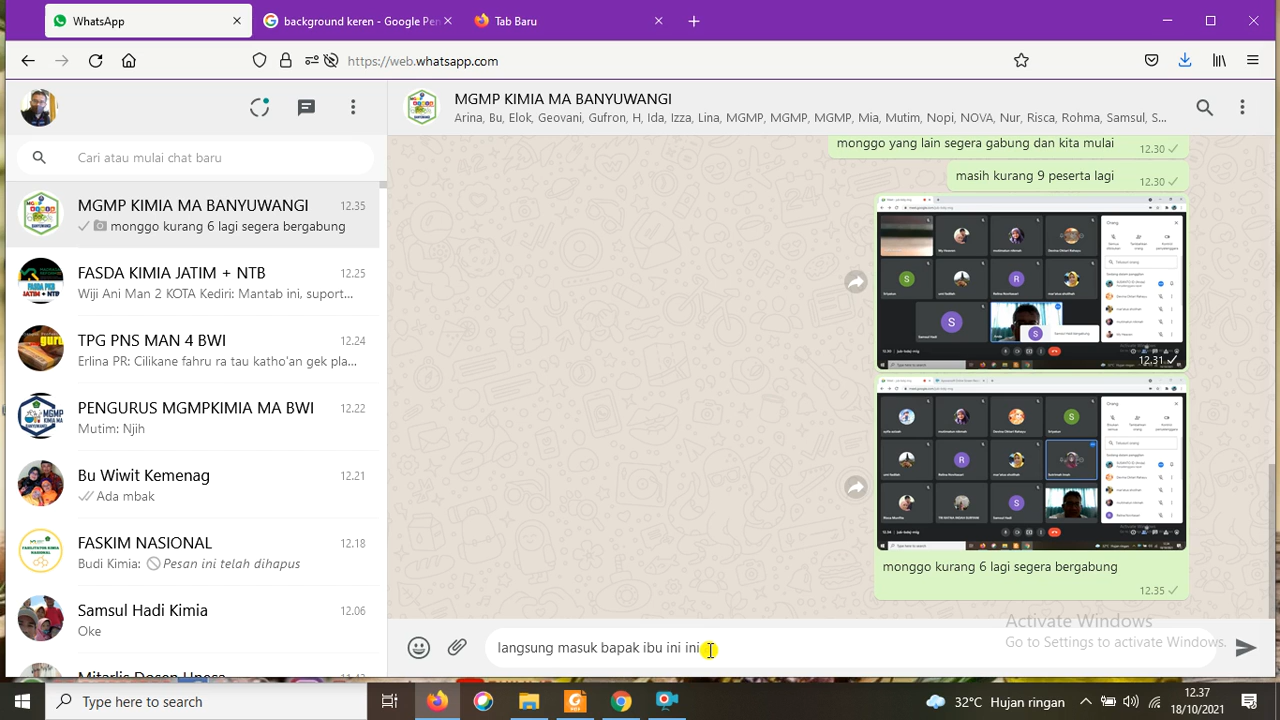 WhatsApp
background keren - Google Pen
Tab Baru
https://web.whatsapp.com
MGMP KIMIA MA BANYUWANGI
Arina, Bu, Elok, Geovani, Gufron, H, Ida, Izza, Lina, MGMP, MGMP, MGMP, Mia, Mutim, Nopi, NOVA, Nur, Risca, Rohma, Samsul, S...
Cari atau mulai chat baru
MGMP KIMIA MA BANYUWANGI 12.35
monggo kurang 6 lagi segera bergabung
FASDA KIMIA JATIM + NTB 12.25
Wiji Ani Man 2 KOTA Kediri: Mantab ini, suport...
TPG PNS MAN 4 BWI 12.24
Erlina PR: Cilikane temu ra tau katho'an opo pla...
PENGURUS MGMPKIMIA MA BWI 12.22
Mutim: Njih
Bu Wiwit Kemenag 12.21
Ada mbak
FASKIM NASIONAL 12.18
Budi Kimia: Pesan ini telah dihapus
Samsul Hadi Kimia 12.06
Oke
monggo yang lain segera gabung dan kita mulai 12.30
masih kurang 9 peserta lagi 12.30
12.31
monggo kurang 6 lagi segera bergabung
12.35
langsung masuk bapak ibu ini ini
Activate Windows
Go to Settings to activate Windows.
Type here to search
32°C Hujan ringan
12.37
18/10/2021